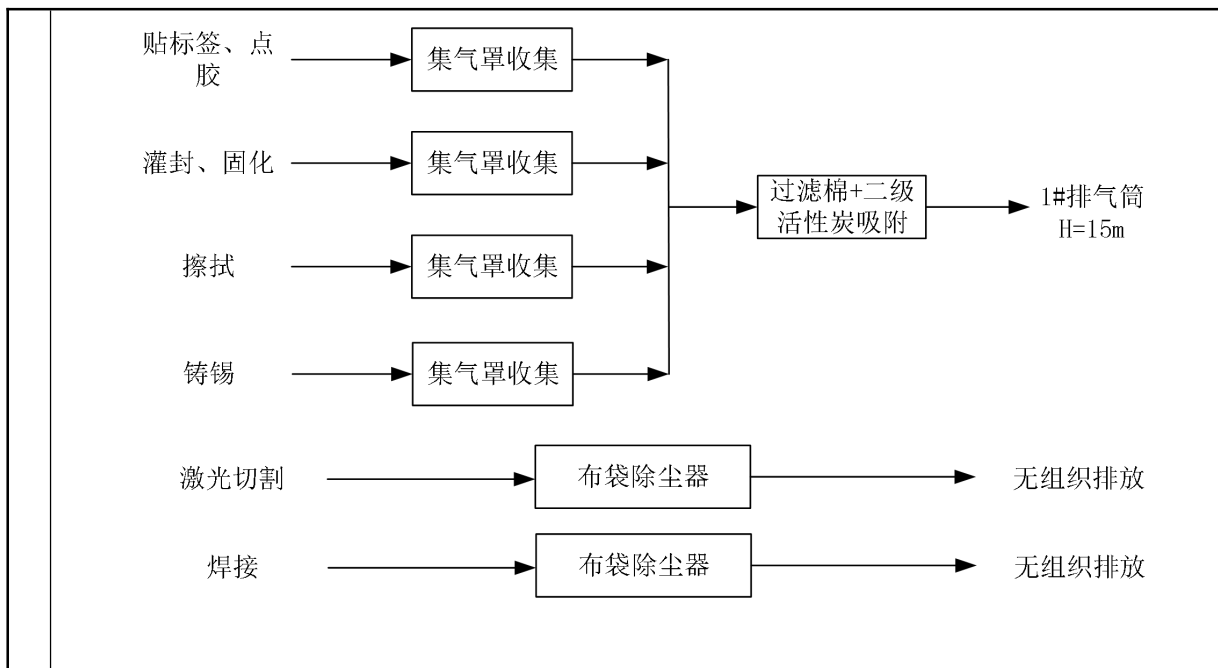 贴标签、点
胶
集气罩收集
灌封、固化
集气罩收集
过滤棉+二级
活性炭吸附
1#排气筒
H=15m
擦拭
集气罩收集
铸锡
集气罩收集
激光切割
布袋除尘器
无组织排放
焊接
布袋除尘器
无组织排放